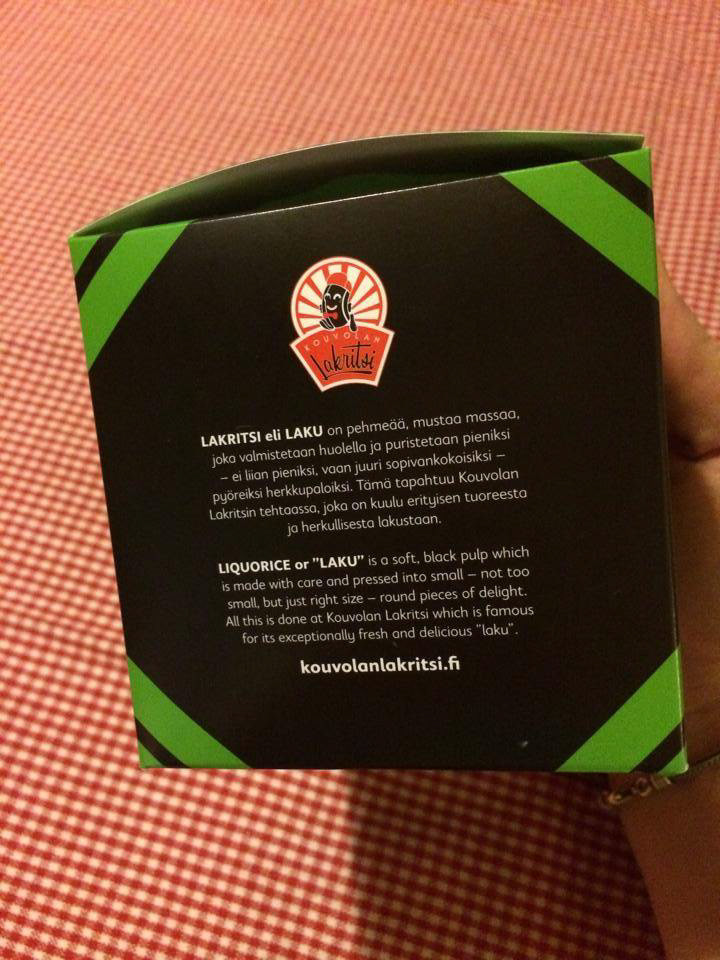 KOUVOLAN
Lakritsi
LAKRITSI eli LAKU on pehmeää, mustaa massaa,
joka valmistetaan huolella ja puristetaan pieniksi
– ei liian pieniksi, vaan juuri sopivankokoisiksi –
pyöreiksi herkkupaloiksi. Tämä tapahtuu Kouvolan
Lakritsin tehtaassa, joka on kuulu erityisen tuoreesta
ja herkullisesta lakustaan.
LIQUORICE or ”LAKU” is a soft, black pulp which
is made with care and pressed into small – not too
small, but just right size – round pieces of delight.
All this is done at Kouvolan Lakritsi which is famous
for its exceptionally fresh and delicious ”laku”.
kouvolanlakritsi.fi